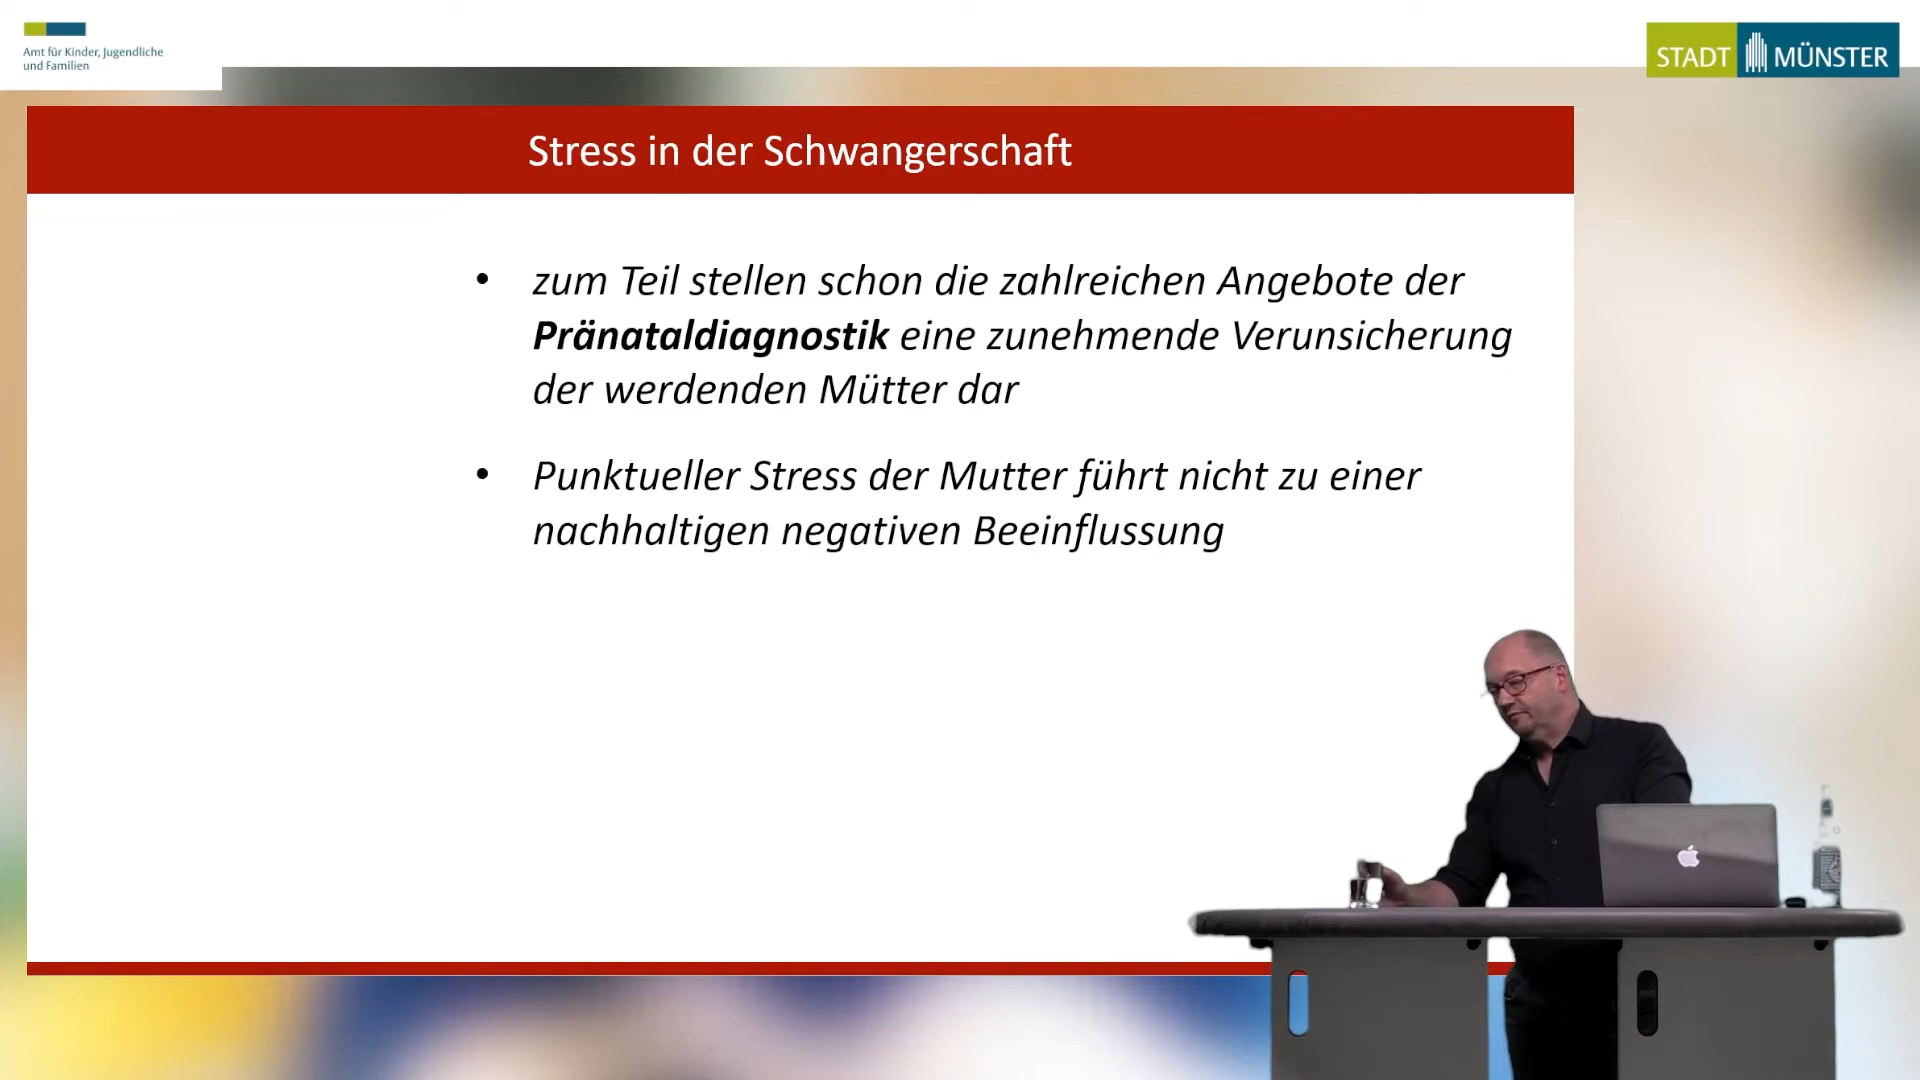 Amt für Kinder, Jugendliche
und Familien
STADT MÜNSTER
Stress in der Schwangerschaft
• zum Teil stellen schon die zahlreichen Angebote der
Pränataldiagnostik eine zunehmende Verunsicherung
der werdenden Mütter dar
• Punktueller Stress der Mutter führt nicht zu einer
nachhaltigen negativen Beeinflussung